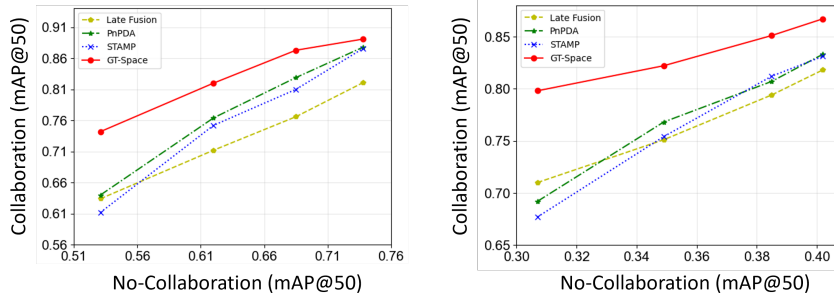 Collaboration (mAP@50)
0.91
0.86
0.81
0.76
0.71
0.66
0.61
0.56
Late Fusion
PnPDA
STAMP
GT-Space
0.51
0.56
0.61
0.66
0.71
0.76
No-Collaboration (mAP@50)
Collaboration (mAP@50)
0.85
0.80
0.75
0.70
0.65
Late Fusion
PnPDA
STAMP
GT-Space
0.30
0.32
0.34
0.36
0.38
0.40
No-Collaboration (mAP@50)